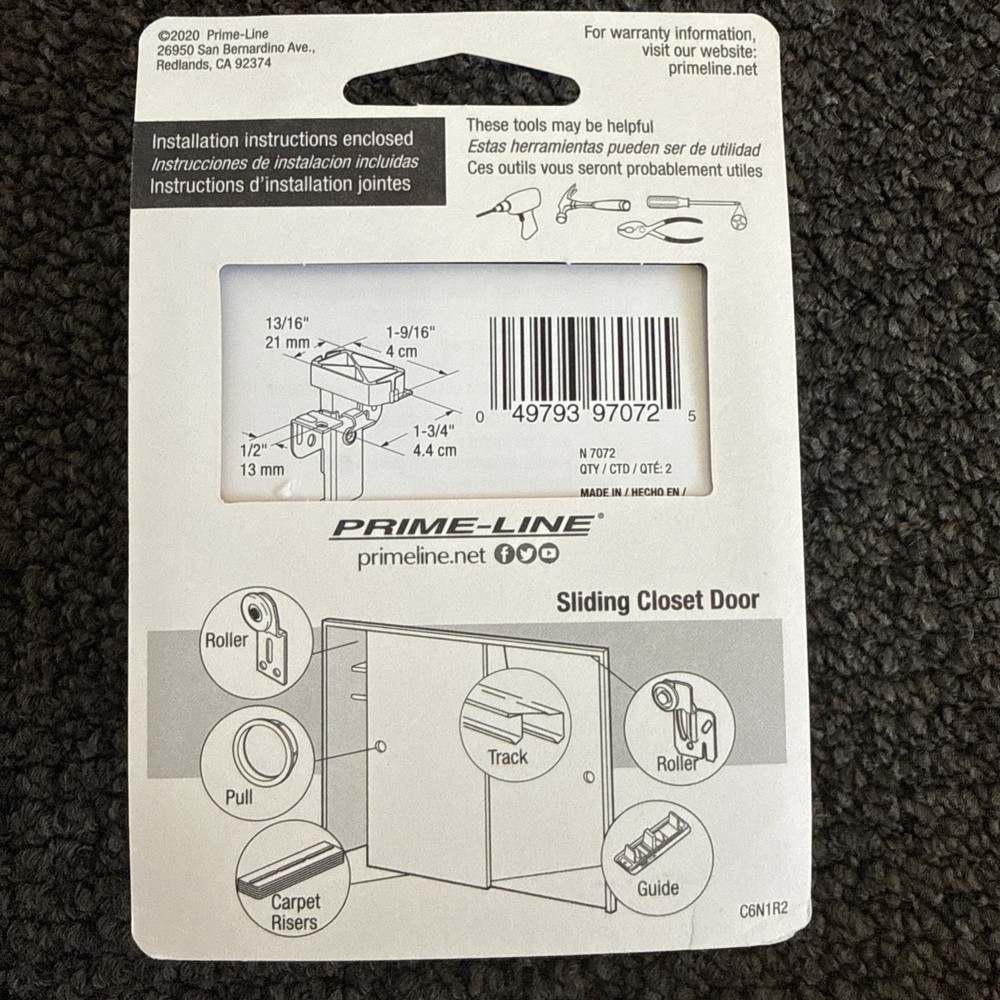 ©2020 Prime-Line
26950 San Bernardino Ave.,
Redlands, CA 92374
For warranty information,
visit our website:
primeline.net
Installation instructions enclosed
Instrucciones de instalacion incluidas
Instructions d'installation jointes
These tools may be helpful
Estas herramientas pueden ser de utilidad
Ces outils vous seront probablement utiles
13/16"
21 mm
1-9/16"
4 cm
1-3/4"
4.4 cm
1/2"
13 mm
0 49793 97072 5
N 7072
QTY / CTD / QTÉ: 2
MADE IN / HECHO EN /
PRIME-LINE®
primeline.net
Sliding Closet Door
Roller
Pull
Carpet
Risers
Track
Roller
Guide
C6N1R2